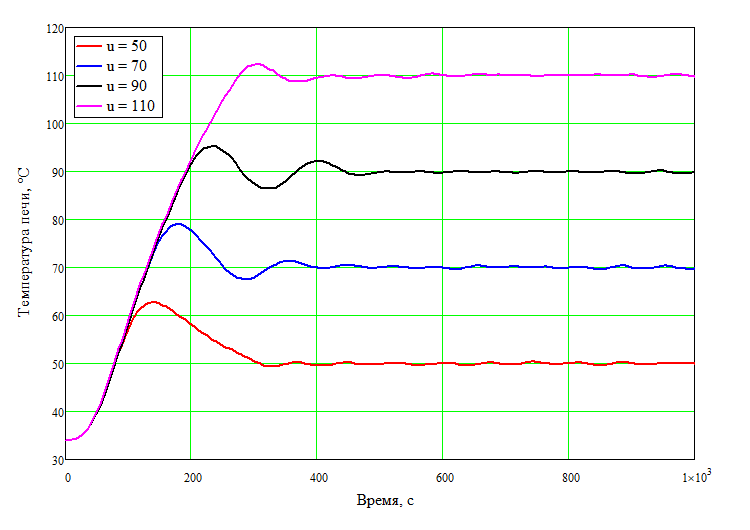 120
110
100
90
80
70
60
50
40
30
u = 50
u = 70
u = 90
u = 110
Температура печи, °C
0 200 400 600 800 1×10³
Время, с